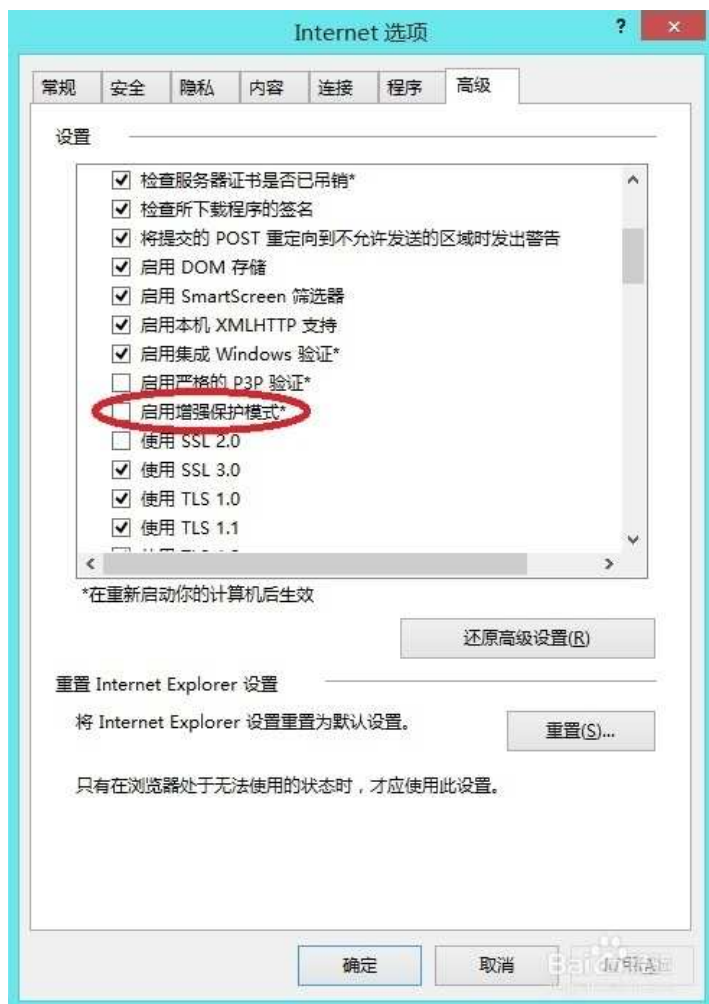 Internet 选项
?
常规 安全 隐私 内容 连接 程序 高级
设置
检查服务器证书是否已吊销*
检查所下载程序的签名
将提交的 POST 重定向到不允许发送的区域时发出警告
启用 DOM 存储
启用 SmartScreen 筛选器
启用本机 XMLHTTP 支持
启用集成 Windows 验证*
启用严格的 P3P 验证*
启用增强保护模式*
使用 SSL 2.0
使用 SSL 3.0
使用 TLS 1.0
使用 TLS 1.1
*在重新启动你的计算机后生效
还原高级设置(R)
重置 Internet Explorer 设置
将 Internet Explorer 设置重置为默认设置。
重置(S)...
只有在浏览器处于无法使用的状态时，才应使用此设置。
确定 取消